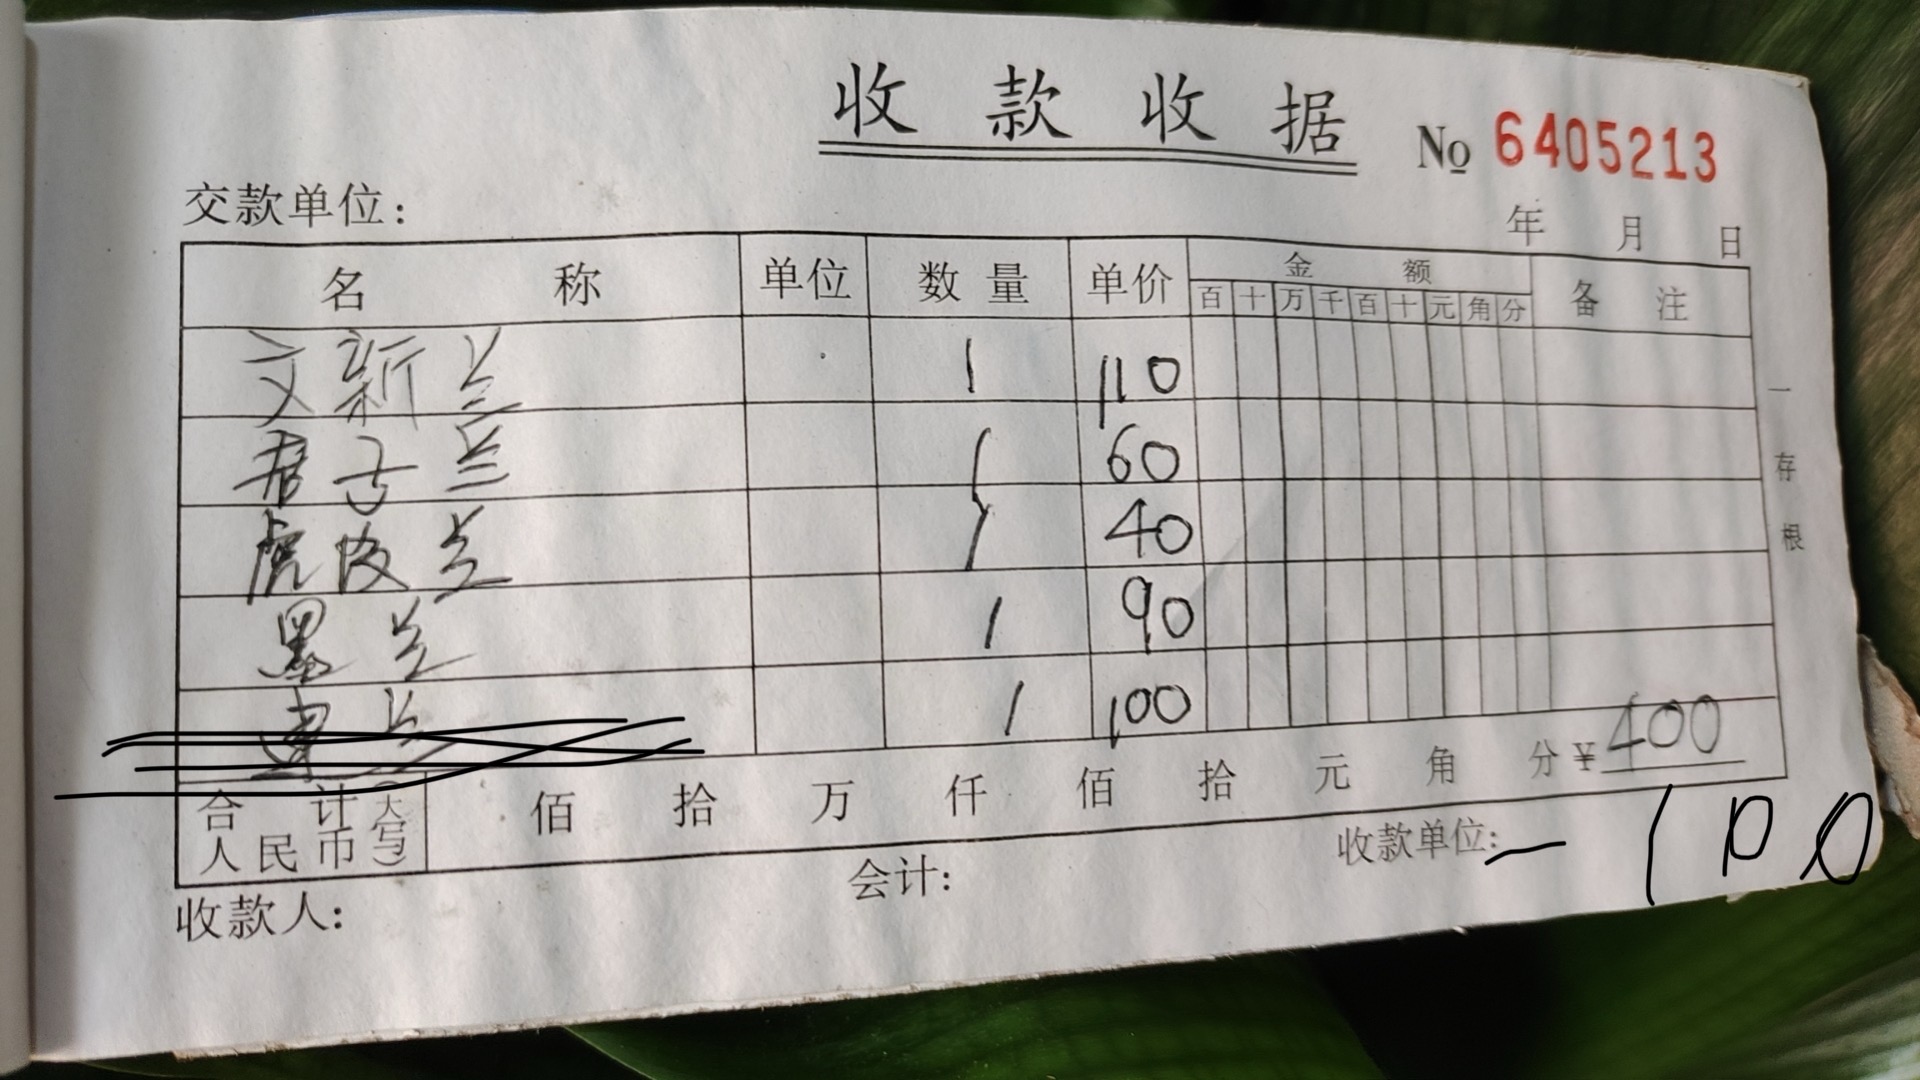 收款收据 No 6405213
交款单位: 年 月 日
名称 单位 数量 单价 金额 备注
百 十 万 千 百 十 元 角 分
文新兰 1 110
君子兰 1 60
虎皮兰 1 40
墨兰 1 90
建兰 1 100
合计 人民币 (大写) 佰 拾 万 仟 佰 拾 元 角 分 ¥400
收款人: 会计: 收款单位: -100
一存根